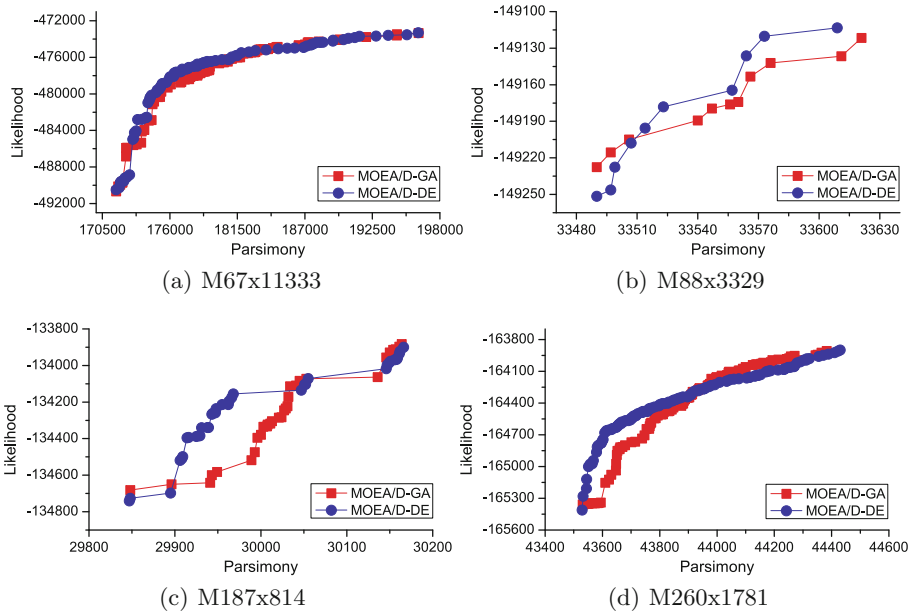 -472000
-476000
-480000
-484000
-488000
-492000
Likelihood
MOEA/D-GA
MOEA/D-DE
170500 176000 181500 187000 192500 198000
Parsimony
(a) M67x11333
-149100
-149130
-149160
-149190
-149220
-149250
Likelihood
MOEA/D-GA
MOEA/D-DE
33480 33510 33540 33570 33600 33630
Parsimony
(b) M88x3329
-133800
-134000
-134200
-134400
-134600
-134800
Likelihood
MOEA/D-GA
MOEA/D-DE
29800 29900 30000 30100 30200
Parsimony
(c) M187x814
-163800
-164100
-164400
-164700
-165000
-165300
-165600
Likelihood
MOEA/D-GA
MOEA/D-DE
43400 43600 43800 44000 44200 44400 44600
Parsimony
(d) M260x1781